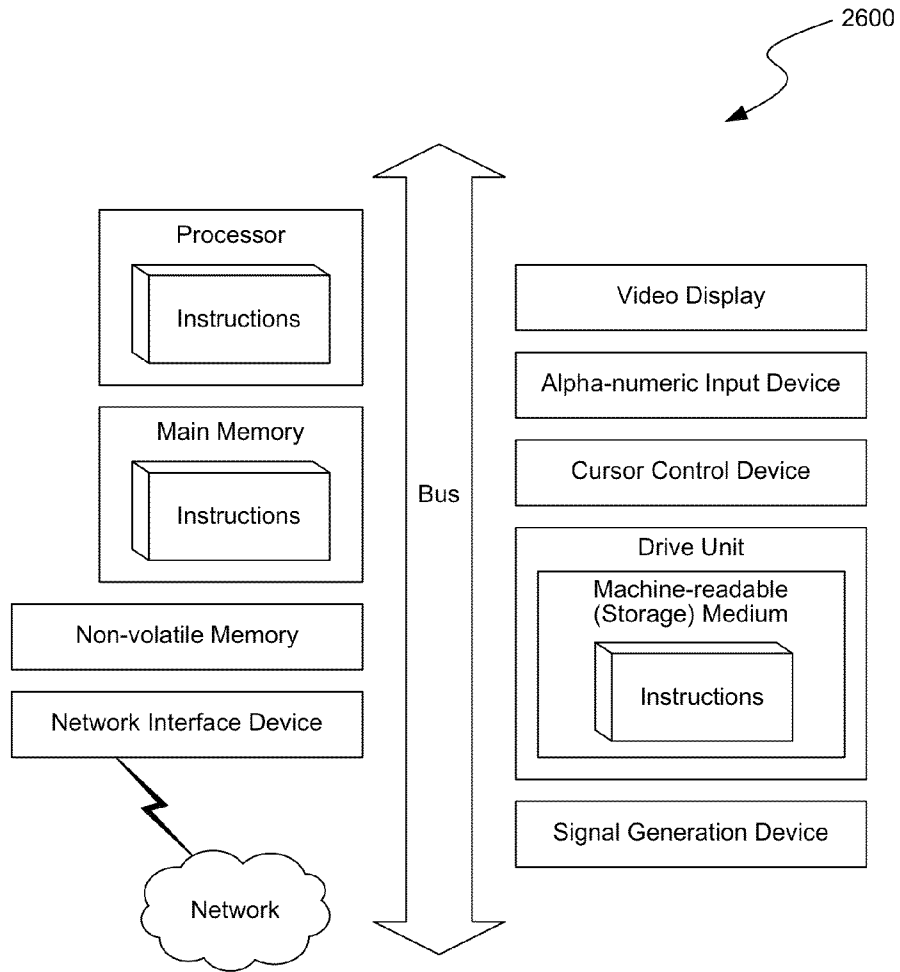 2600
Processor
Instructions
Main Memory
Instructions
Non-volatile Memory
Network Interface Device
Network
Bus
Video Display
Alpha-numeric Input Device
Cursor Control Device
Drive Unit
Machine-readable
(Storage) Medium
Instructions
Signal Generation Device